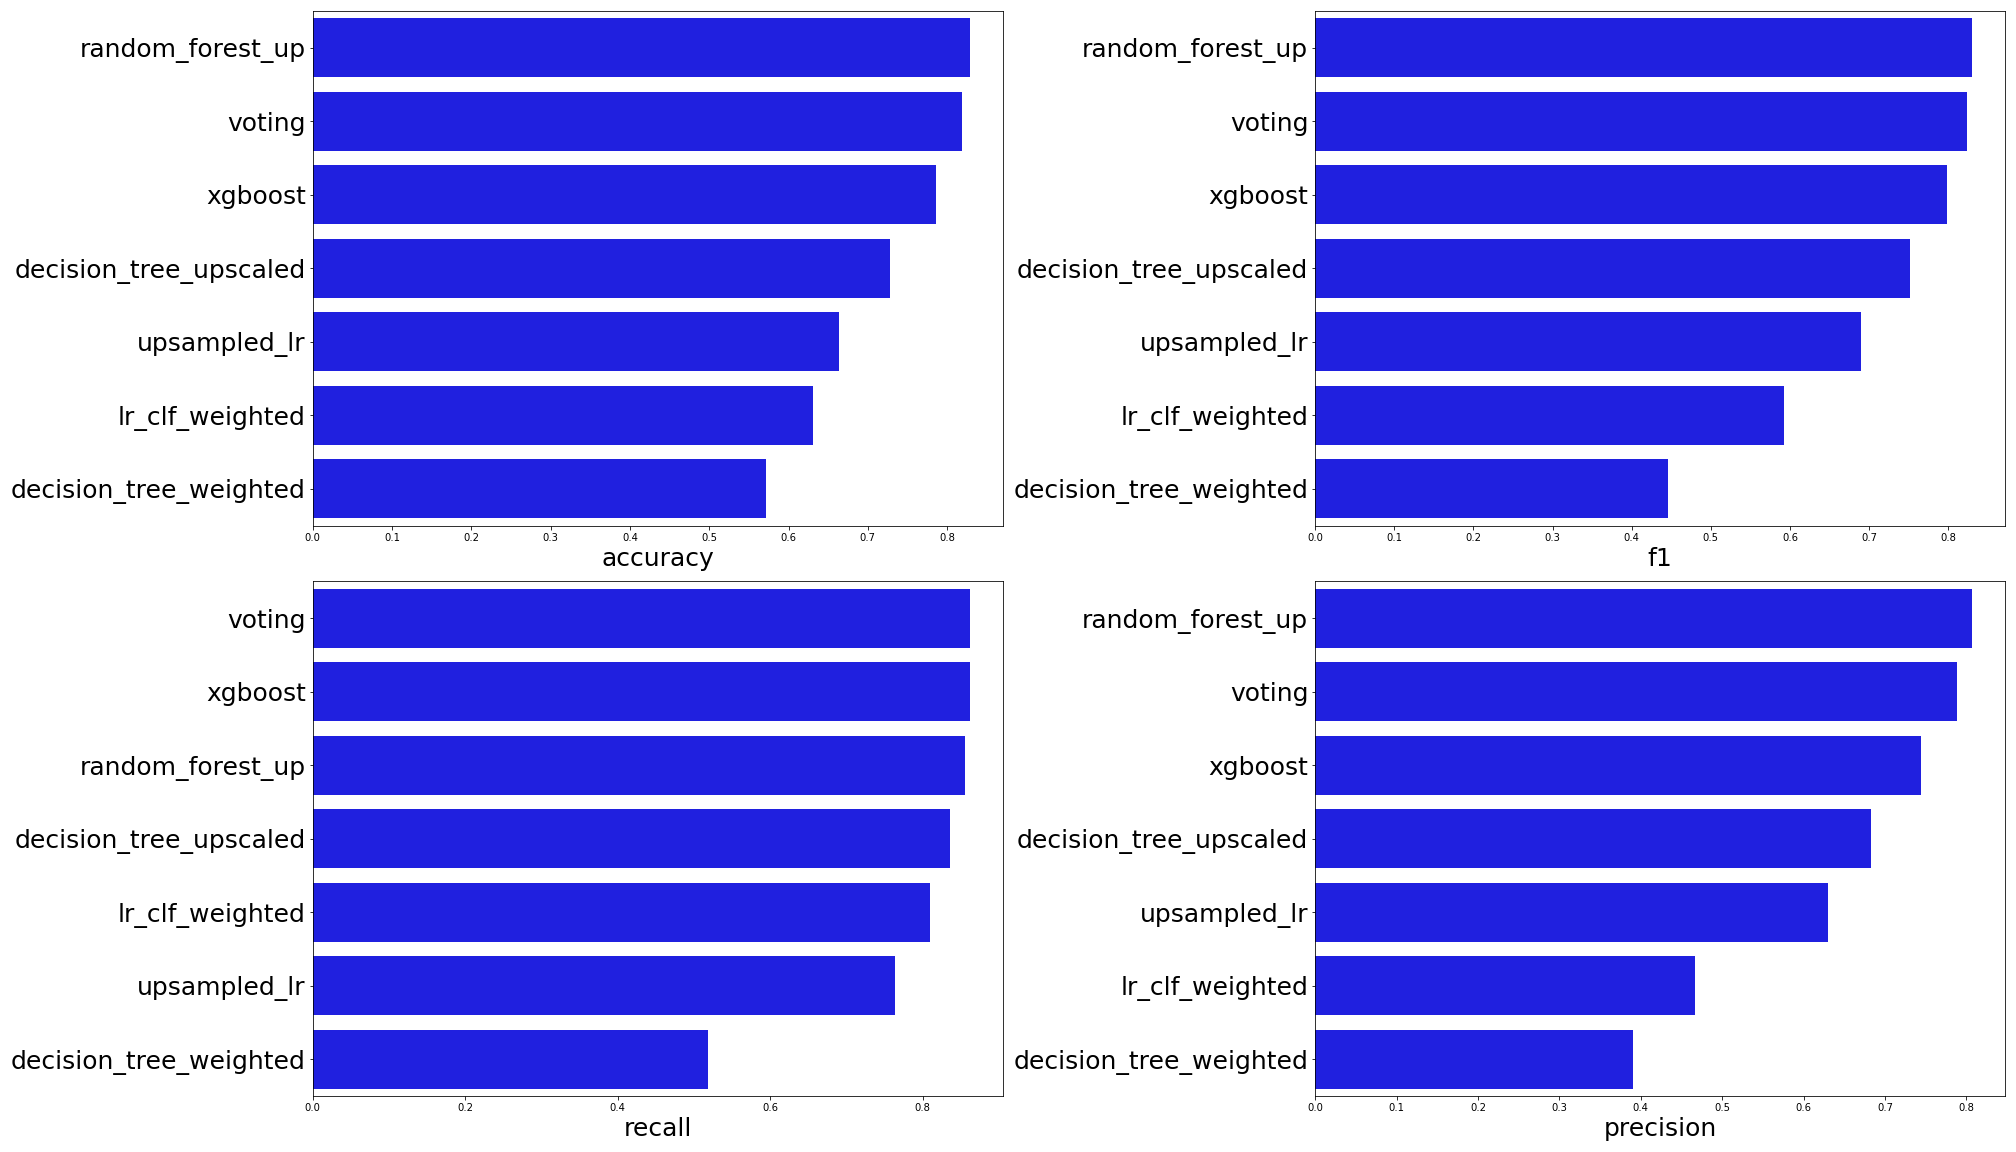 random_forest_up
voting
xgboost
decision_tree_upscaled
upsampled_lr
lr_clf_weighted
decision_tree_weighted
0.0 0.1 0.2 0.3 0.4 0.5 0.6 0.7 0.8
accuracy
random_forest_up
voting
xgboost
decision_tree_upscaled
upsampled_lr
lr_clf_weighted
decision_tree_weighted
0.0 0.1 0.2 0.3 0.4 0.5 0.6 0.7 0.8
f1
voting
xgboost
random_forest_up
decision_tree_upscaled
lr_clf_weighted
upsampled_lr
decision_tree_weighted
0.0 0.2 0.4 0.6 0.8
recall
random_forest_up
voting
xgboost
decision_tree_upscaled
upsampled_lr
lr_clf_weighted
decision_tree_weighted
0.0 0.1 0.2 0.3 0.4 0.5 0.6 0.7 0.8
precision